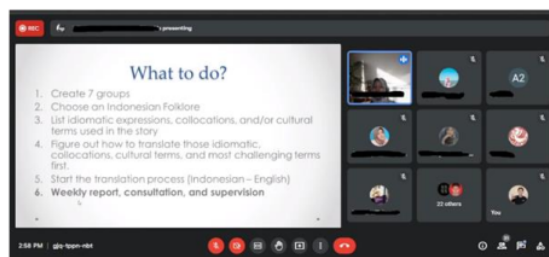 REC
presenting
What to do?
1. Create 7 groups
2. Choose an Indonesian Folklore
3. List idiomatic expressions, collocations, and/or cultural
terms used in the story
4. Figure out how to translate those idiomatic,
collocations, cultural terms, and most challenging terms
first.
5. Start the translation process (Indonesian – English)
6. Weekly report, consultation, and supervision
A2
22 others
You
2:58 PM | gjq-tppn-nbt